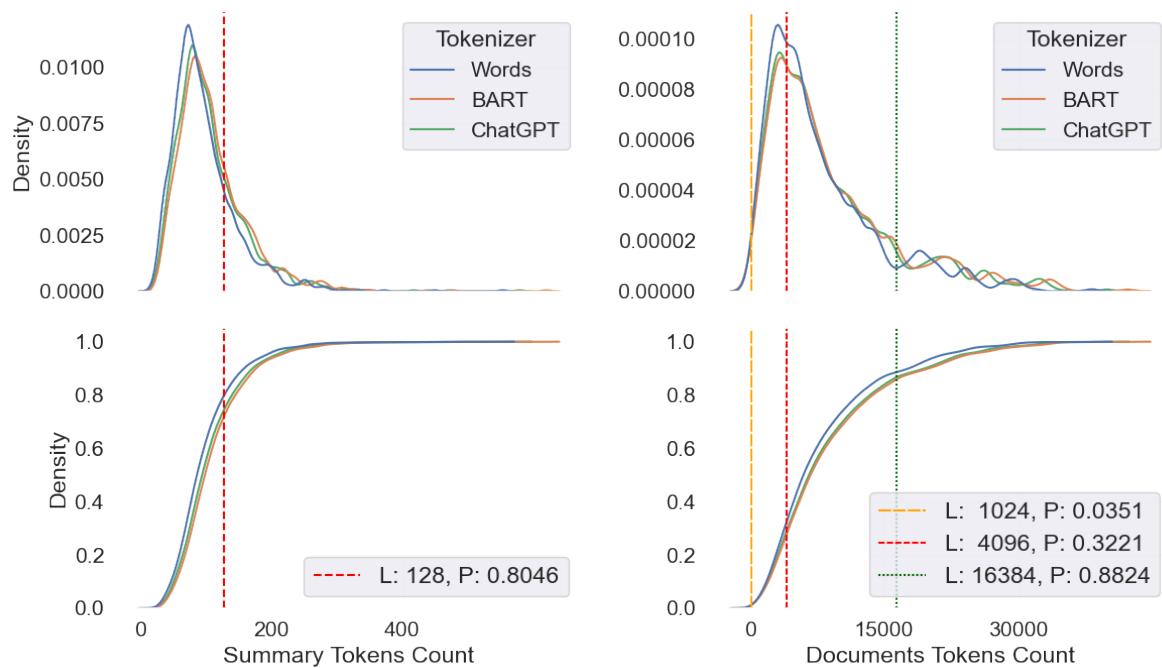 Tokenizer
Words
BART
ChatGPT
Density
0.0100
0.0075
0.0050
0.0025
0.0000
Tokenizer
Words
BART
ChatGPT
0.00010
0.00008
0.00006
0.00004
0.00002
0.00000
Density
1.0
0.8
0.6
0.4
0.2
0.0
L: 128, P: 0.8046
0 200 400
Summary Tokens Count
1.0
0.8
0.6
0.4
0.2
0.0
L: 1024, P: 0.0351
L: 4096, P: 0.3221
L: 16384, P: 0.8824
0 15000 30000
Documents Tokens Count